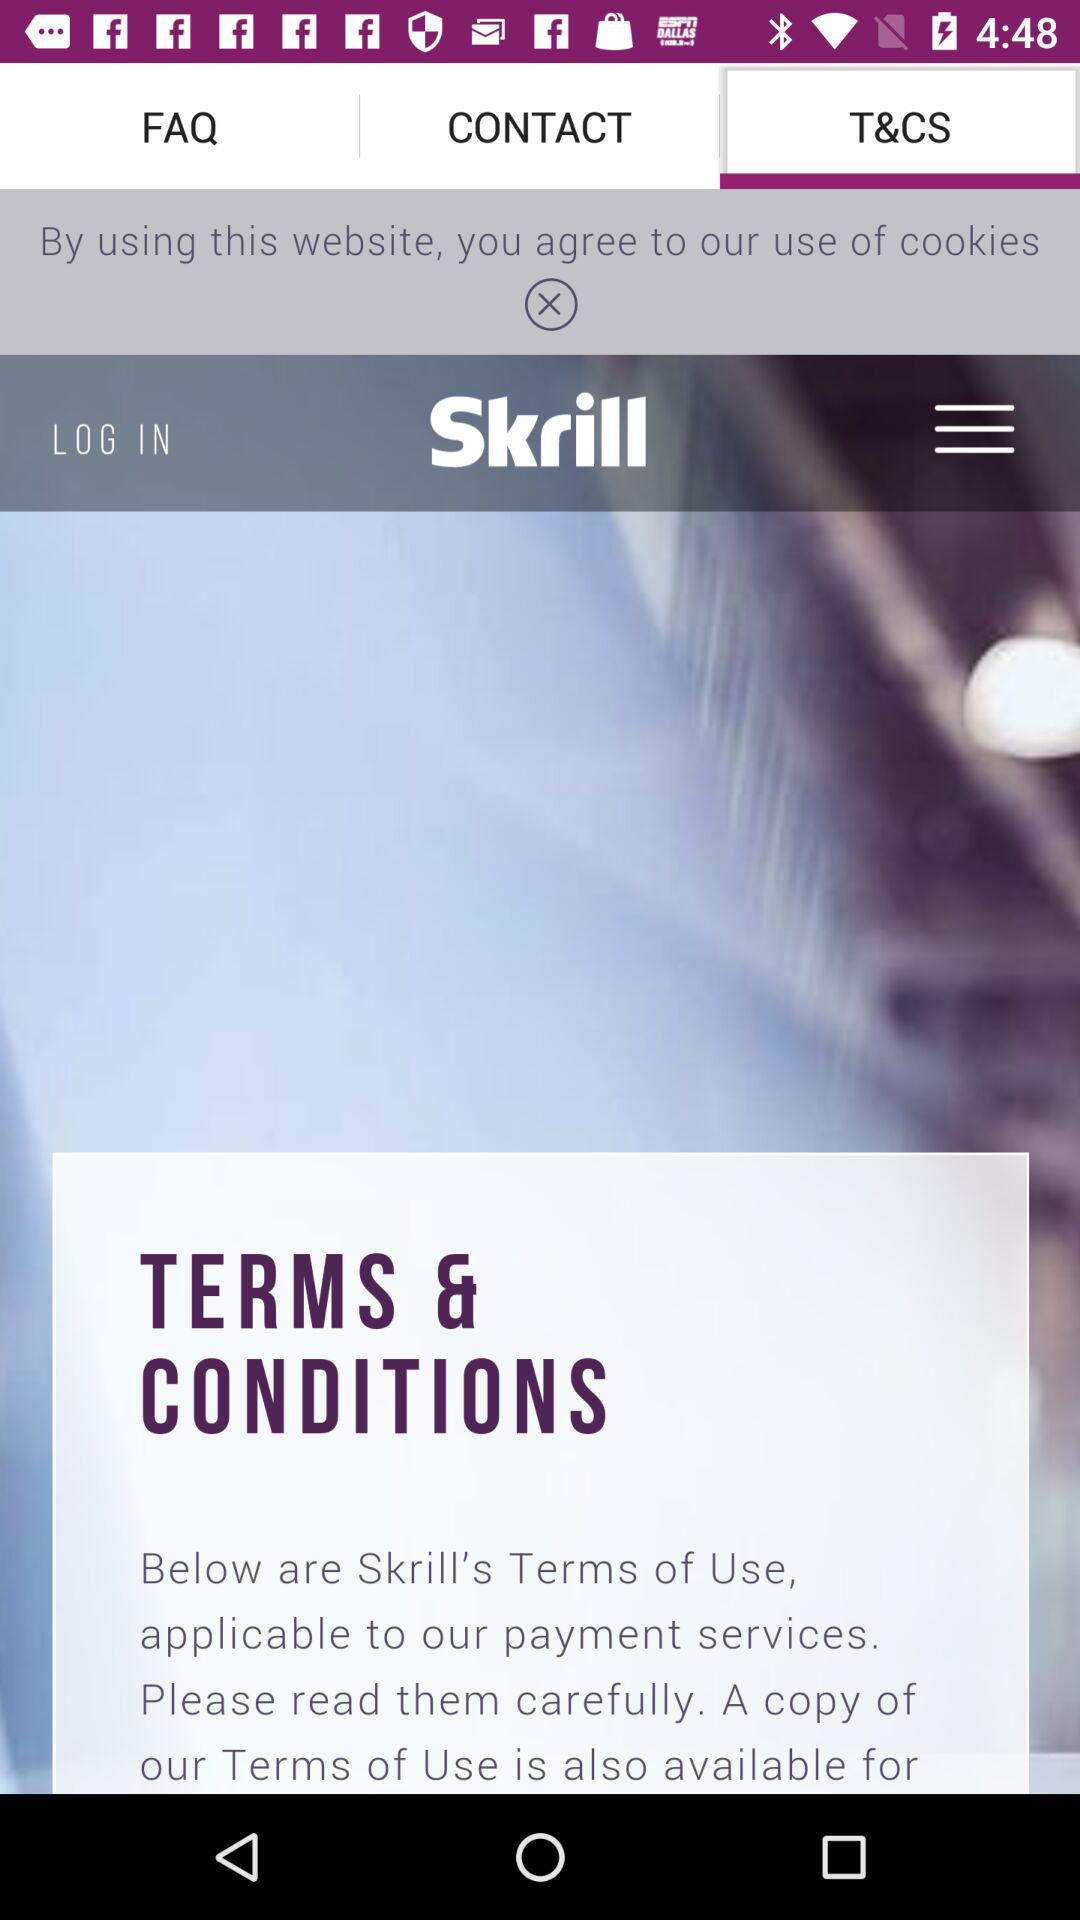 ESPN
DALLAS
4:48
FAQ
CONTACT
T&CS
By using this website, you agree to our use of cookies
LOG IN
Skrill
TERMS &
CONDITIONS
Below are Skrill’s Terms of Use,
applicable to our payment services.
Please read them carefully. A copy of
our Terms of Use is also available for